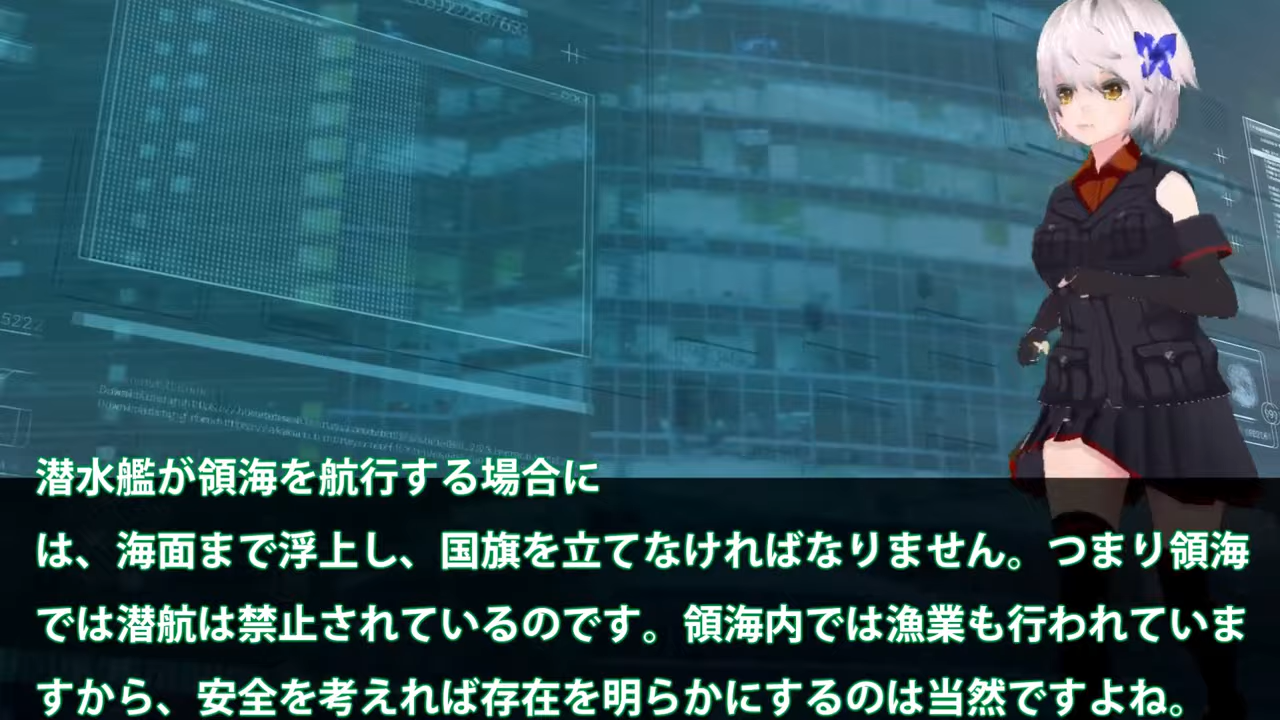 潜水艦が領海を航行する場合に
は、海面まで浮上し、国旗を立てなければなりません。つまり領海
では潜航は禁止されているのです。領海内では漁業も行われていま
すから、安全を考えれば存在を明らかにするのは当然ですよね。